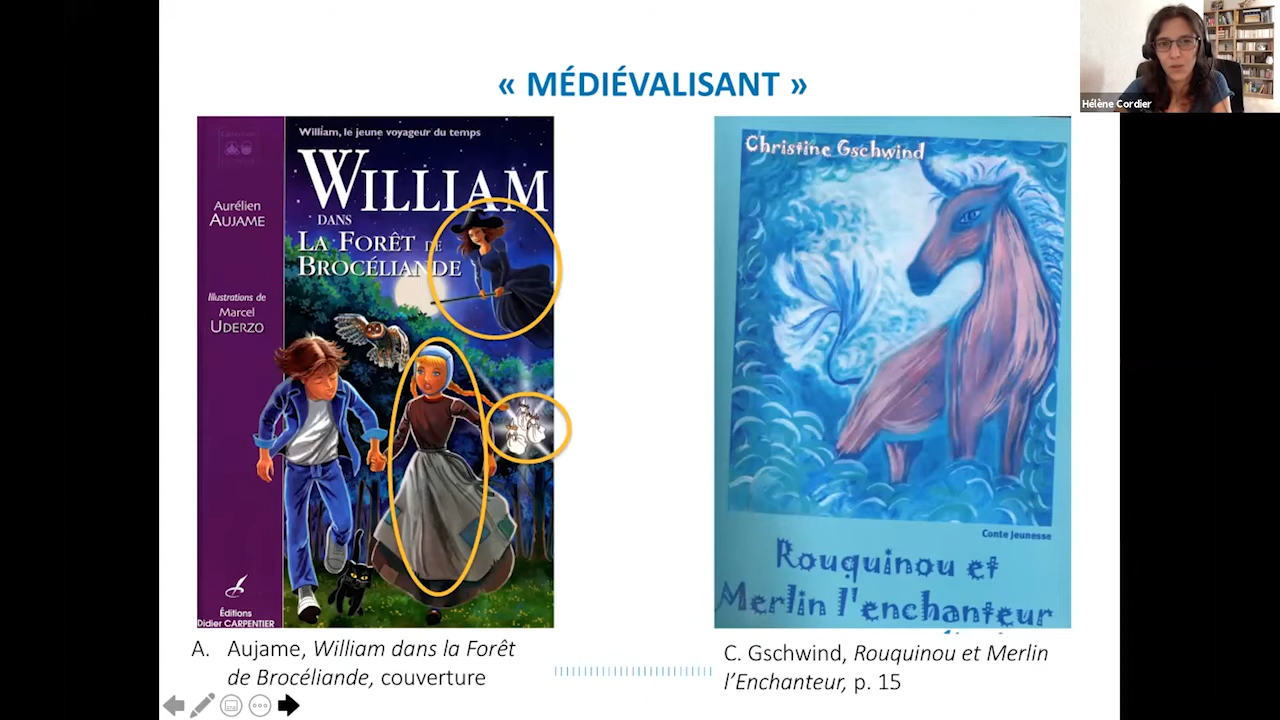 « MÉDIÉVALISANT »
Hélène Cordier
William, le jeune voyageur du temps
WILLIAM
DANS
LA FORÊT DE
BROCÉLIANDE
Aurélien
AUJAME
Illustrations de
Marcel
UDERZO
Éditions
Didier CARPENTIER
Christine Gschwind
Conte Jeunesse
Rouquinou et
Merlin l'enchanteur
A. Aujame, William dans la Forêt
de Brocéliande, couverture
C. Gschwind, Rouquinou et Merlin
l’Enchanteur, p. 15